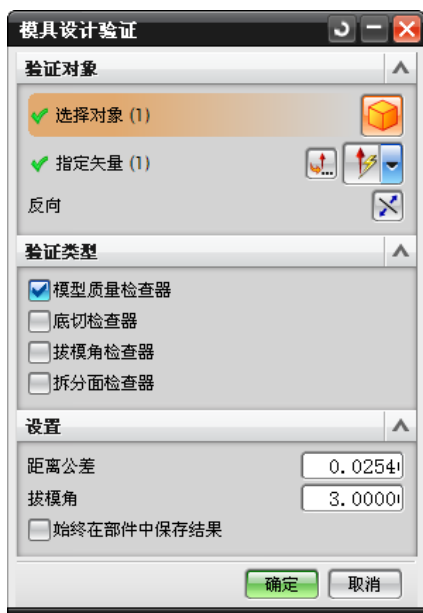 模具设计验证
验证对象
选择对象 (1)
指定矢量 (1)
反向
验证类型
模型质量检查器
底切检查器
拔模角检查器
拆分面检查器
设置
距离公差 0.0254
拔模角 3.0000
始终在部件中保存结果
确定 取消